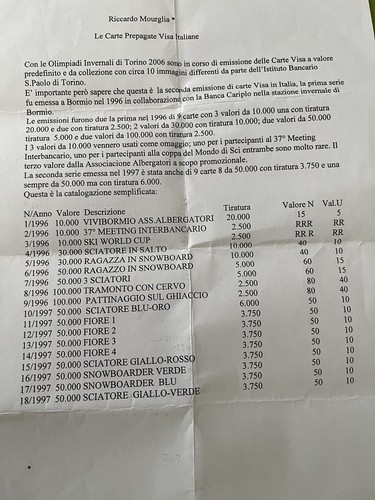 Riccardo Mourglia *
Le Carte Prepagate Visa Italiane
Con le Olimpiadi Invernali di Torino 2006 sono in corso di emissione delle Carte Visa a valore
predefinito e da collezione con circa 10 immagini differenti da parte dell'Istituto Bancario
S.Paolo di Torino.
E' importante però sapere che questa è la seconda emissione di carte Visa in Italia, la prima serie
fu emessa a Bormio nel 1996 in collaborazione con la Banca Cariplo nella stazione invernale di
Bormio.
Le emissioni furono due la prima nel 1996 di 9 carte con 3 valori da 10.000 una con tiratura
20.000 e due con tiratura 2.500; 2 valori da 30.000 con tiratura 10.000; due valori da 50.000
tiratura 5.000 e due valori da 100.000 con tiratura 2.500.
I 3 valori da 10.000 vennero usati come omaggio; uno per i partecipanti al 37° Meeting
Interbancario, uno per i partecipanti alla coppa del Mondo di Sci entrambe sono molto rare. Il
terzo valore dalla Associazione Albergatori a scopo promozionale.
La seconda serie emessa nel 1997 è stata anche di 9 carte 8 da 50.000 con tiratura 3.750 e una
sempre da 50.000 ma con tiratura 6.000.
Questa è la catalogazione semplificata:
N/Anno Valore Descrizione Tiratura Valore N Val.U
1/1996 10.000 VIVIBORMIO ASS.ALBERGATORI 20.000 15 5
2/1996 10.000 37° MEETING INTERBANCARIO 2.500 RRR RR
3/1996 10.000 SKI WORLD CUP 2.500 RR R RR
4/1996 30.000 SCIATORE IN SALTO 10.000 40 10
5/1996 30.000 RAGAZZA IN SNOWBOARD 10.000 40 10
6/1996 50.000 RAGAZZO IN SNOWBOARD 5.000 60 15
7/1996 50.000 3 SCIATORI 5.000 60 15
8/1996 100.000 TRAMONTO CON CERVO 2.500 80 40
9/1996 100.000 PATTINAGGIO SUL GHIACCIO 2.500 80 40
10/1997 50.000 SCIATORE BLU-ORO 6.000 50 10
11/1997 50.000 FIORE 1 3.750 50 10
12/1997 50.000 FIORE 2 3.750 50 10
13/1997 50.000 FIORE 3 3.750 50 10
14/1997 50.000 FIORE 4 3.750 50 10
15/1997 50.000 SCIATORE GIALLO-ROSSO 3.750 50 10
16/1997 50.000 SNOWBOARDER VERDE 3.750 50 10
17/1997 50.000 SNOWBOARDER BLU 3.750 50 10
18/1997 50.000 SCIATORE GIALLO-VERDE 3.750 50 10